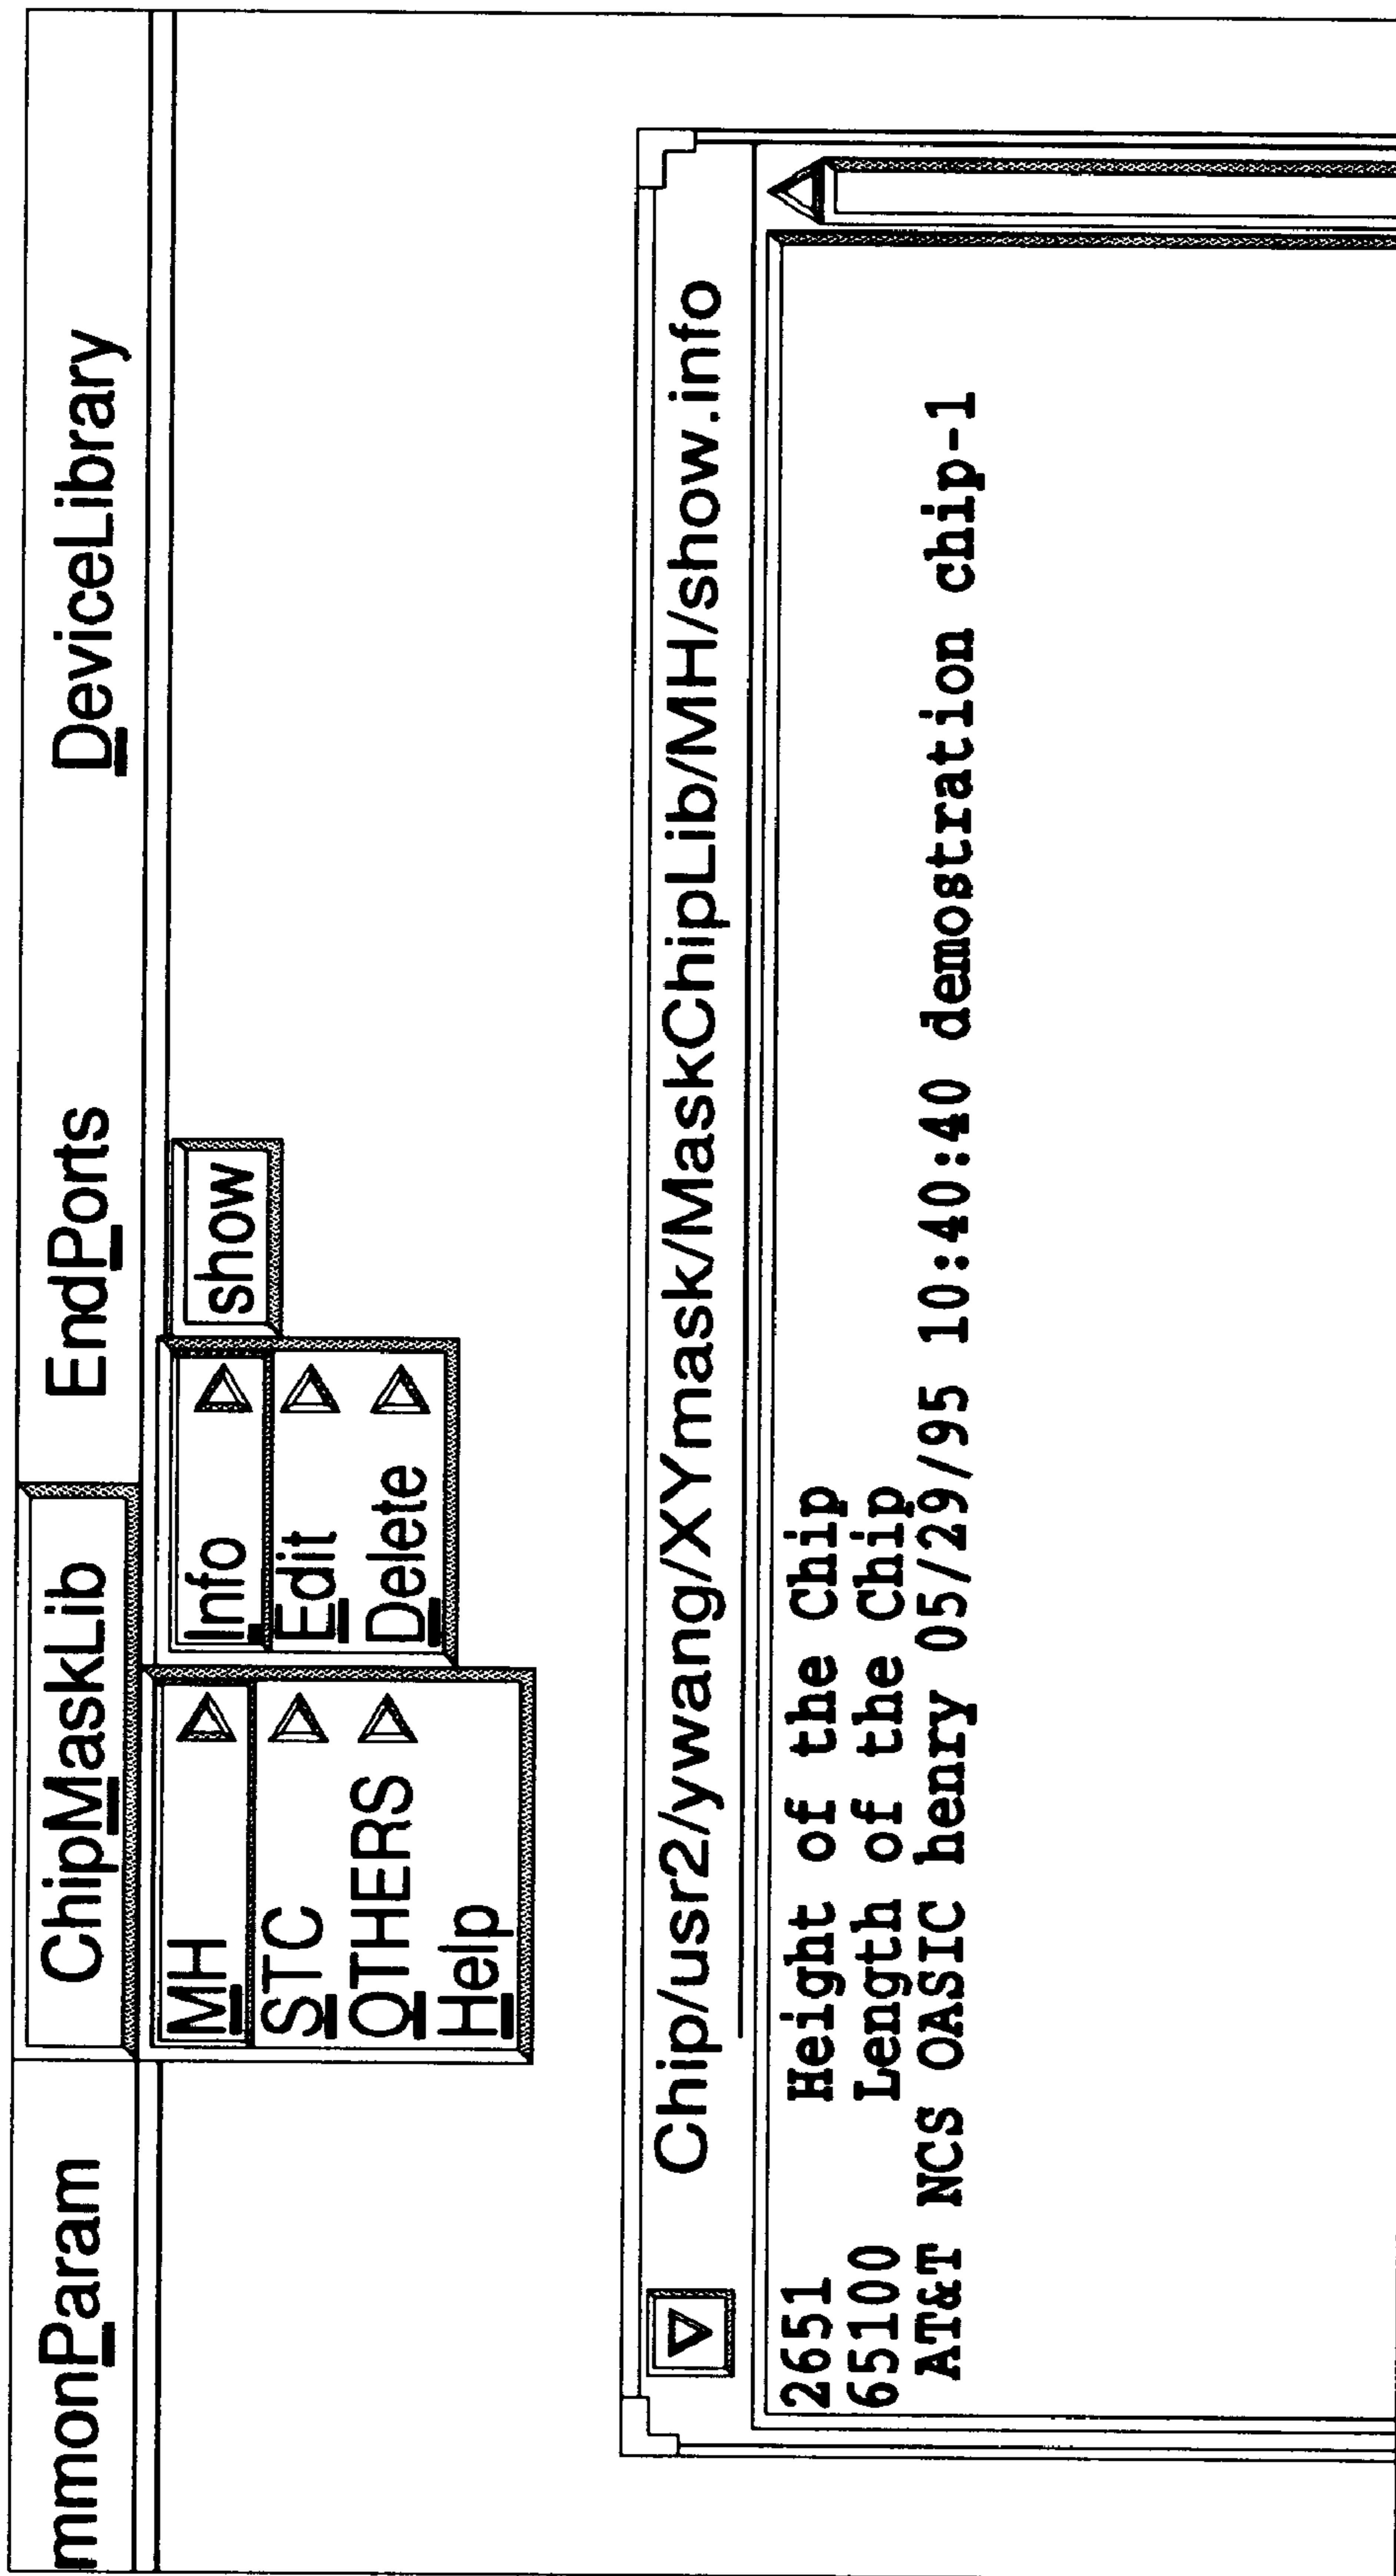 mmonParam ChipMaskLib EndPorts DeviceLibrary
MH Info show
STC Edit
OTHERS Delete
Help
Chip/usr2/ywang/XYmask/MaskChipLib/MH/show.info
2651 Height of the Chip
65100 Length of the Chip
AT&T NCS OASIC henry 05/29/95 10:40:40 demostration chip-1